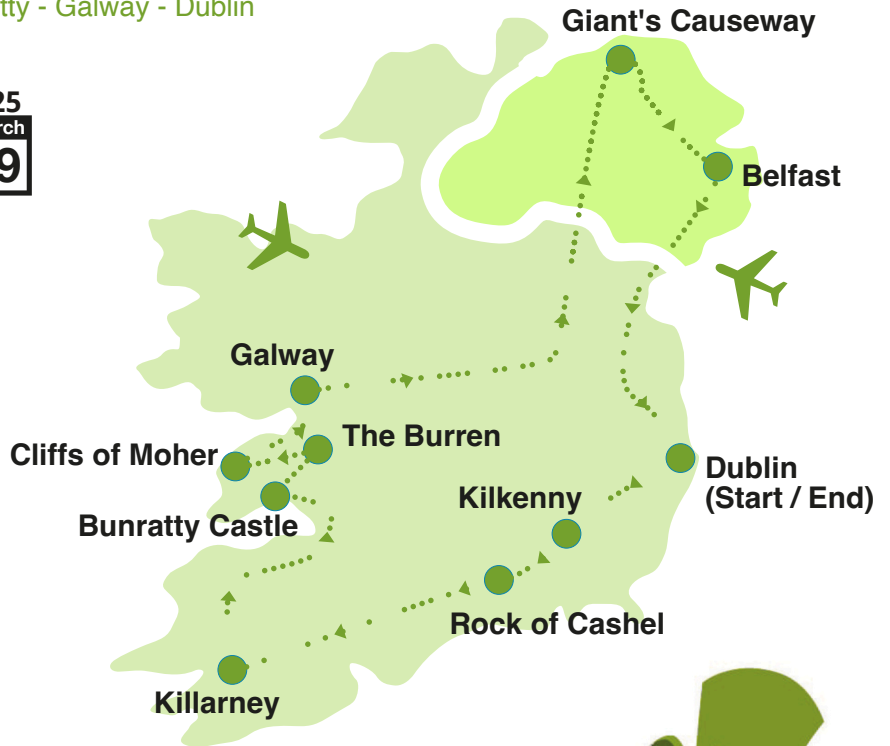 tty - Galway - Dublin
25
rch
9
Giant's Causeway
Belfast
Galway
The Burren
Cliffs of Moher
Dublin
(Start / End)
Kilkenny
Bunratty Castle
Rock of Cashel
Killarney